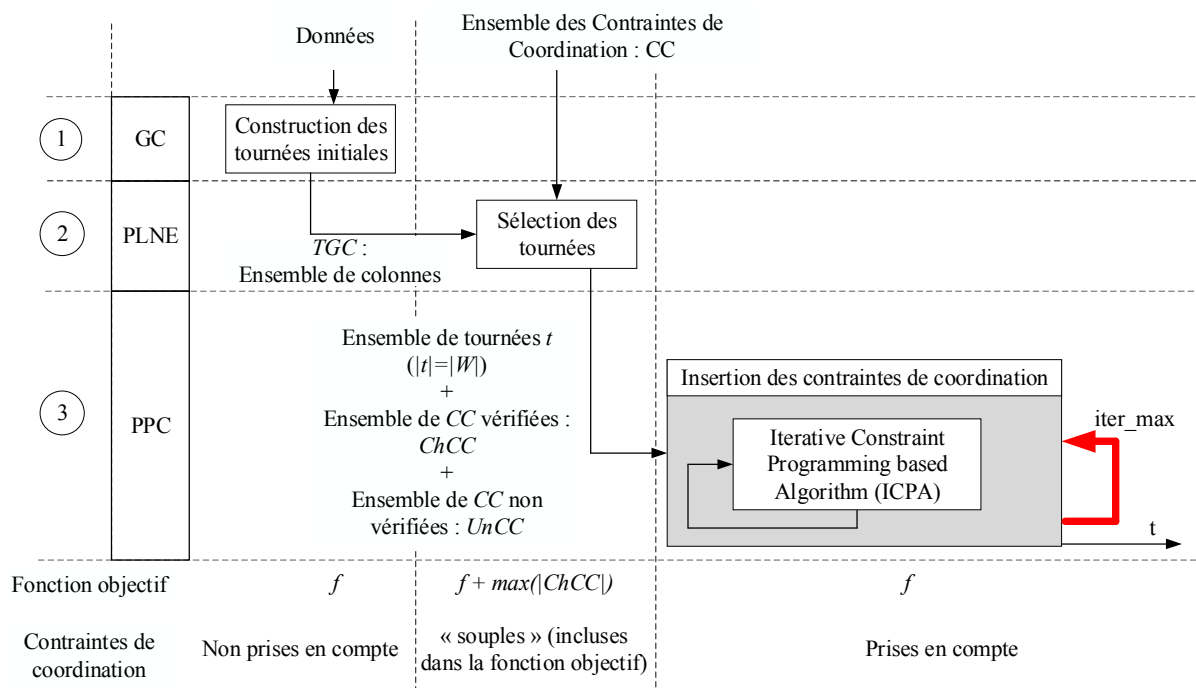 Données
Ensemble des Contraintes de
Coordination : CC
1
GC
Construction des
tournées initiales
2
PLNE
Sélection des
tournées
TGC :
Ensemble de colonnes
3
PPC
Ensemble de tournées t
(|t|=|W|)
+
Ensemble de CC vérifiées :
ChCC
+
Ensemble de CC non
vérifiées : UnCC
Insertion des contraintes de coordination
Iterative Constraint
Programming based
Algorithm (ICPA)
iter_max
t
Fonction objectif
f
f + max(|ChCC|)
f
Contraintes de
coordination
Non prises en compte
« souples » (incluses
dans la fonction objectif)
Prises en compte